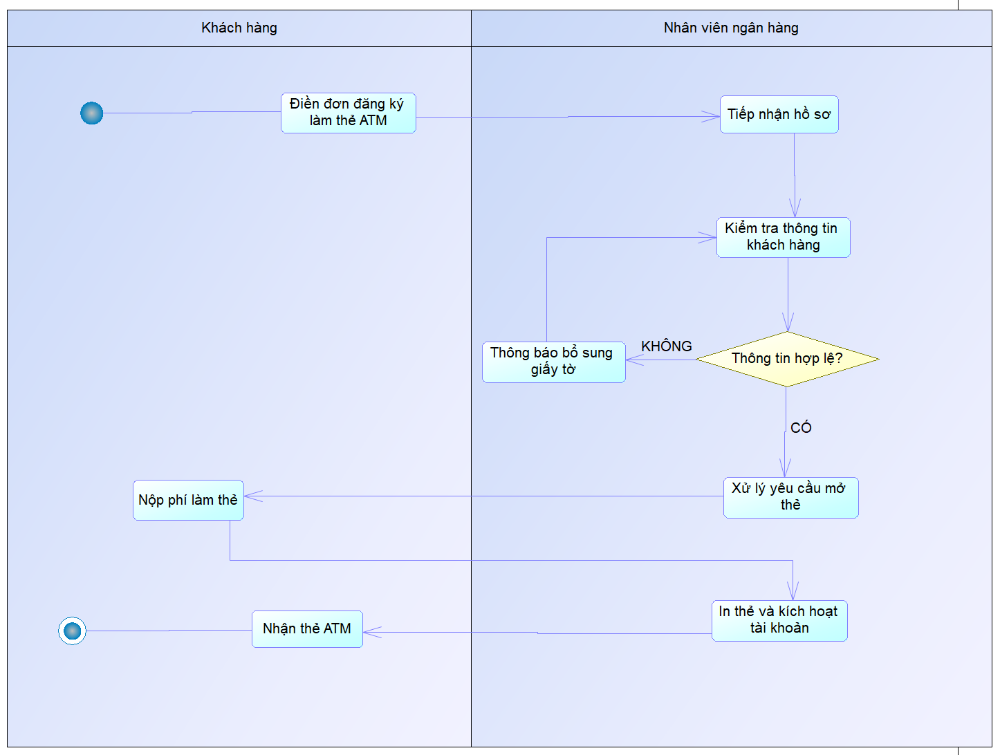 Khách hàng
Nhân viên ngân hàng
Điền đơn đăng ký
làm thẻ ATM
Tiếp nhận hồ sơ
Kiểm tra thông tin
khách hàng
Thông báo bổ sung
giấy tờ
KHÔNG
Thông tin hợp lệ?
CÓ
Nộp phí làm thẻ
Xử lý yêu cầu mở
thẻ
Nhận thẻ ATM
In thẻ và kích hoạt
tài khoản